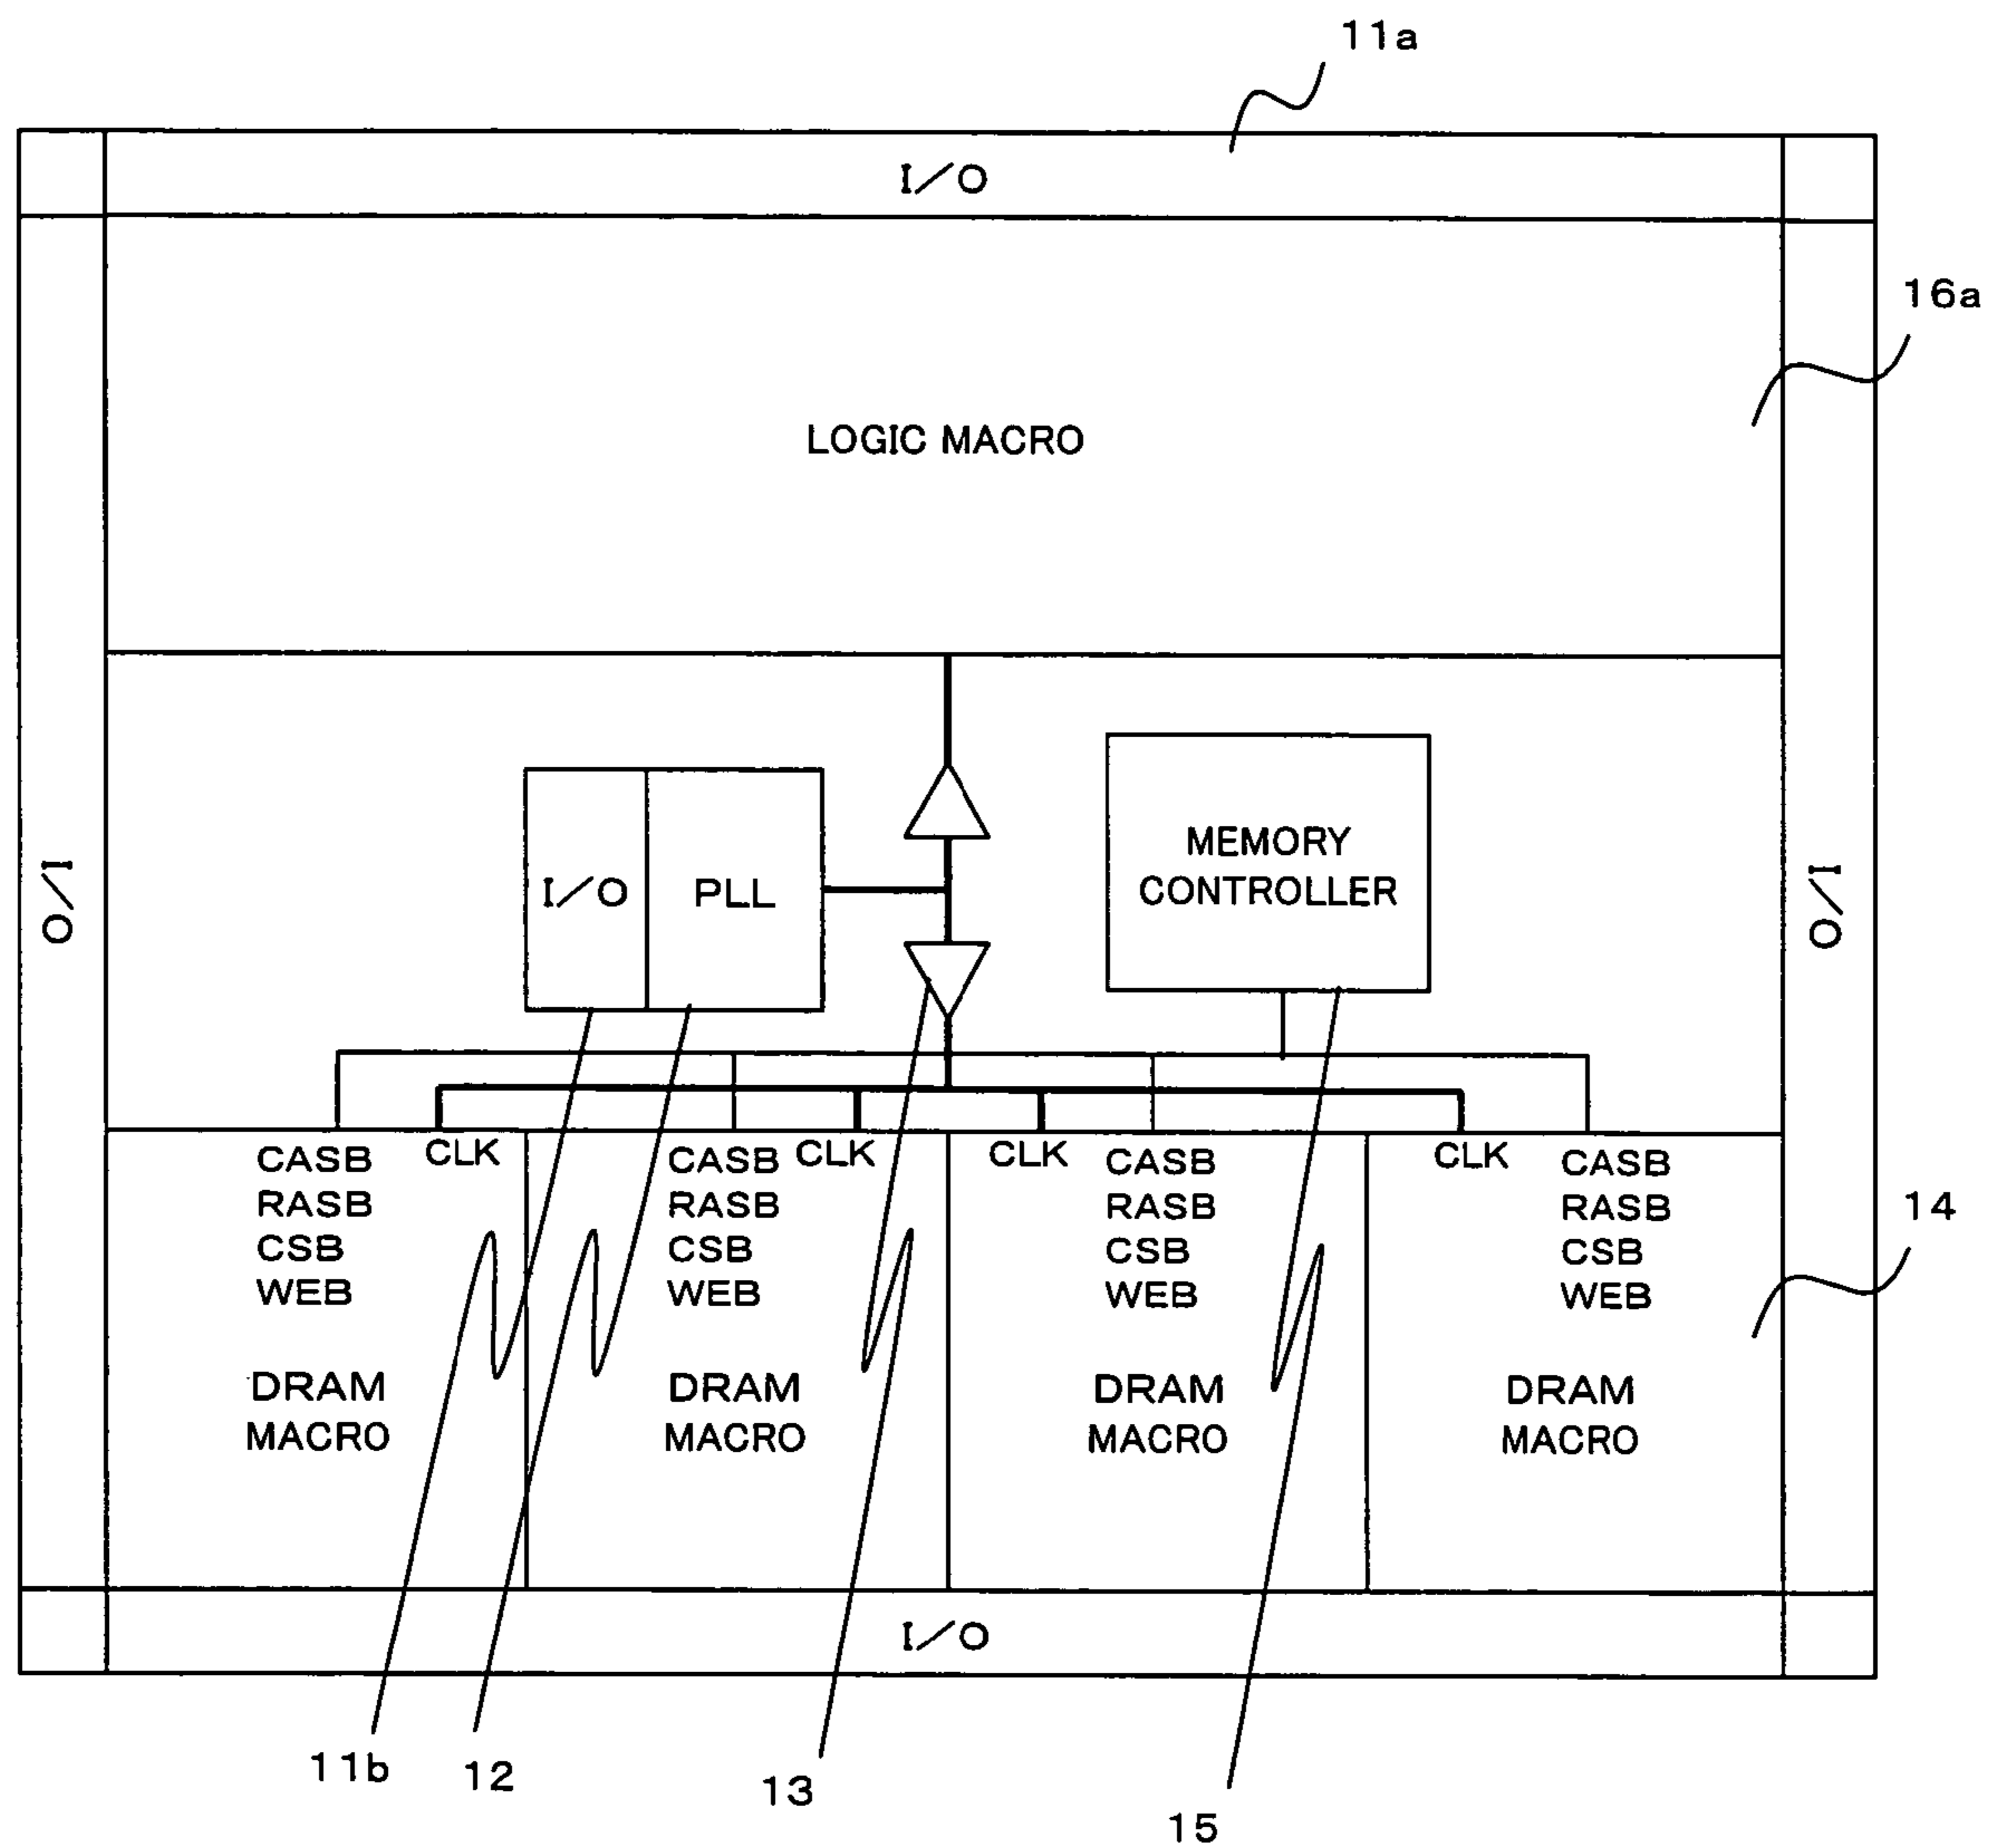 11a
I/O
16a
LOGIC MACRO
MEMORY
CONTROLLER
I/O
PLL
I/O
I/O
CASB
RASB
CSB
WEB
CLK
CASB
RASB
CSB
WEB
CLK
CLK
CASB
RASB
CSB
WEB
CLK
CASB
RASB
CSB
WEB
14
DRAM
MACRO
DRAM
MACRO
DRAM
MACRO
DRAM
MACRO
I/O
11b
12
13
15